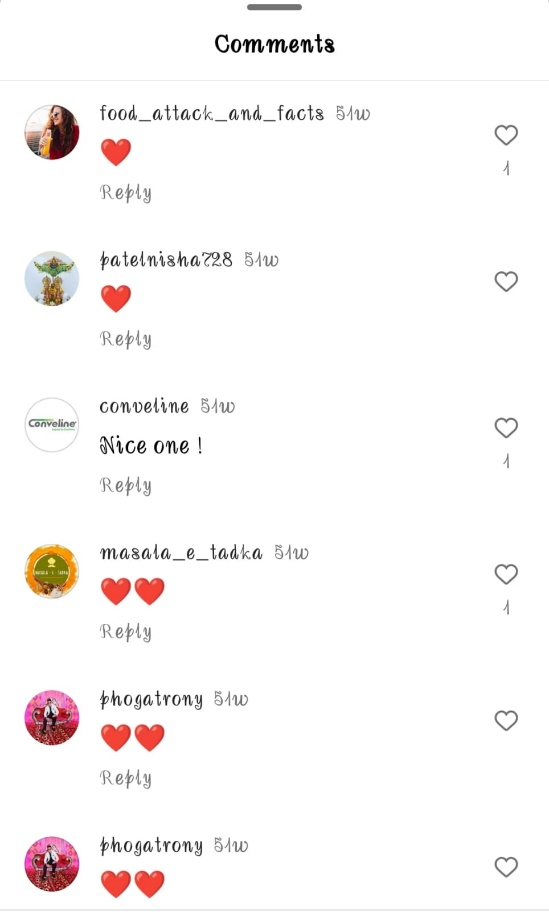 Comments
food_attack_and_facts 51w
❤️
1
Reply
patelnisha728 51w
❤️
Reply
Conveline
conveline 51w
Nice one !
1
Reply
masala_e_tadka 51w
❤️❤️
1
Reply
phogatrony 51w
❤️❤️
Reply
phogatrony 51w
❤️❤️